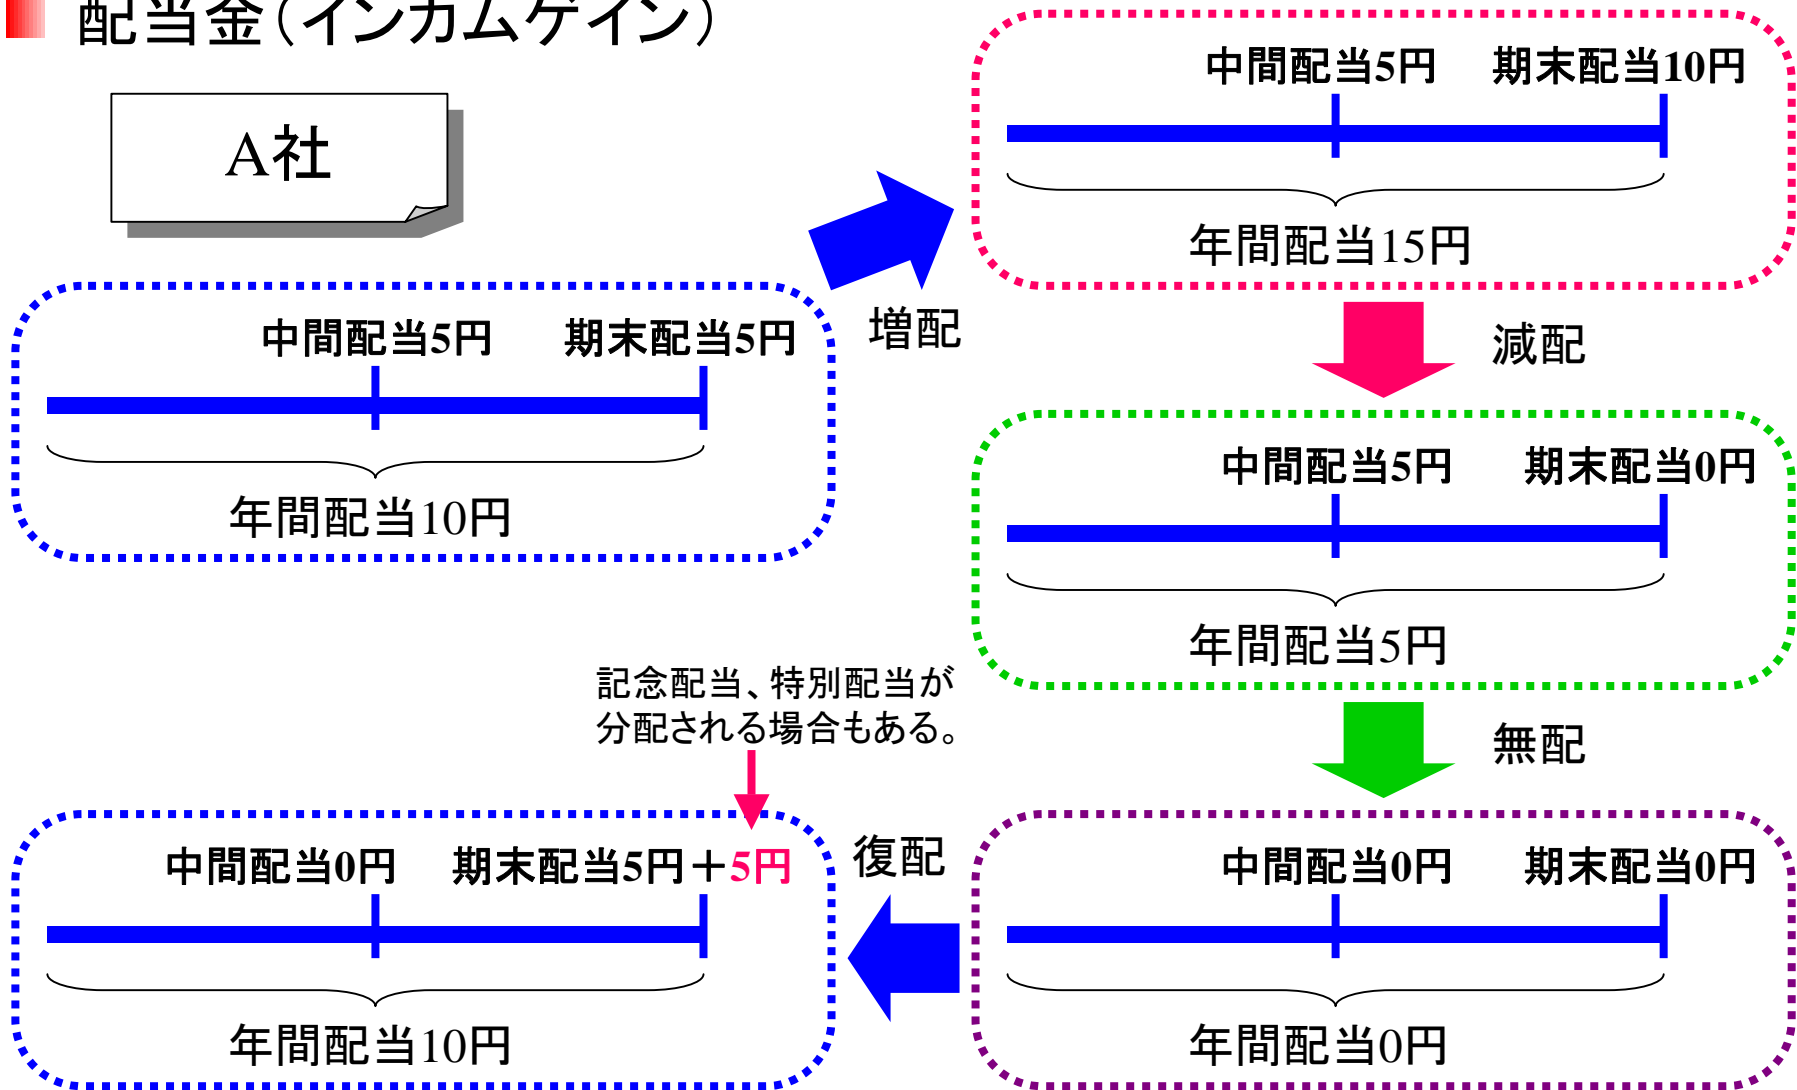 配当金（インカムゲイン）
A社
中間配当5円 期末配当5円
年間配当10円
増配
中間配当5円 期末配当10円
年間配当15円
減配
中間配当5円 期末配当0円
年間配当5円
無配
中間配当0円 期末配当0円
年間配当0円
復配
記念配当、特別配当が
分配される場合もある。
中間配当0円 期末配当5円＋5円
年間配当10円